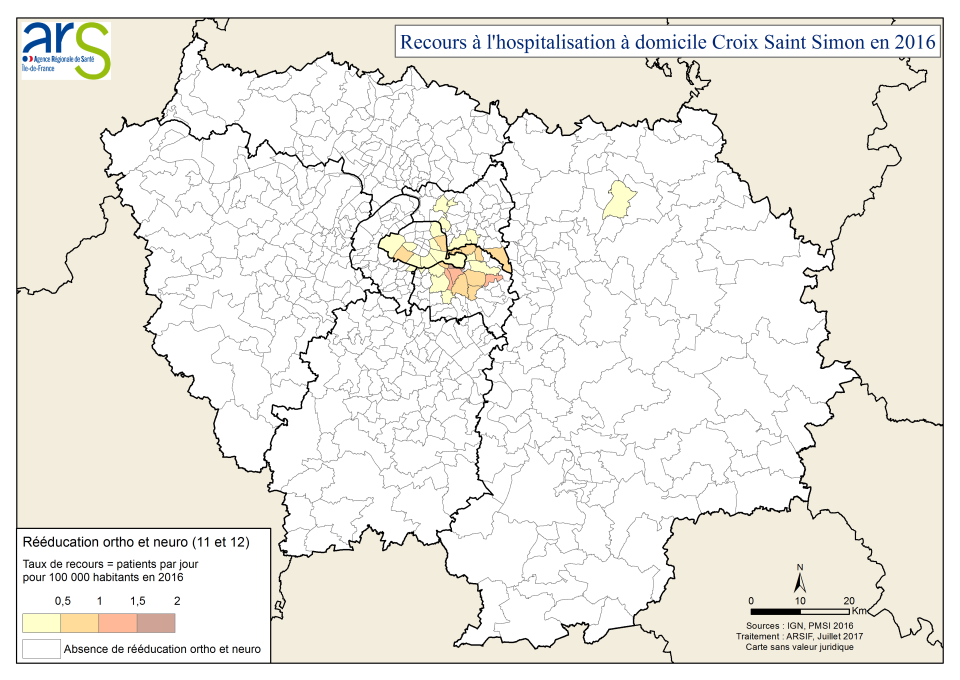 ars
Agence Régionale de Santé
Île-de-France
Recours à l'hospitalisation à domicile Croix Saint Simon en 2016
Rééducation ortho et neuro (11 et 12)
Taux de recours = patients par jour
pour 100 000 habitants en 2016
0,5 1 1,5 2
Absence de rééducation ortho et neuro
N
0 10 20
Km
Sources : IGN, PMSI 2016
Traitement : ARSIF, Juillet 2017
Carte sans valeur juridique